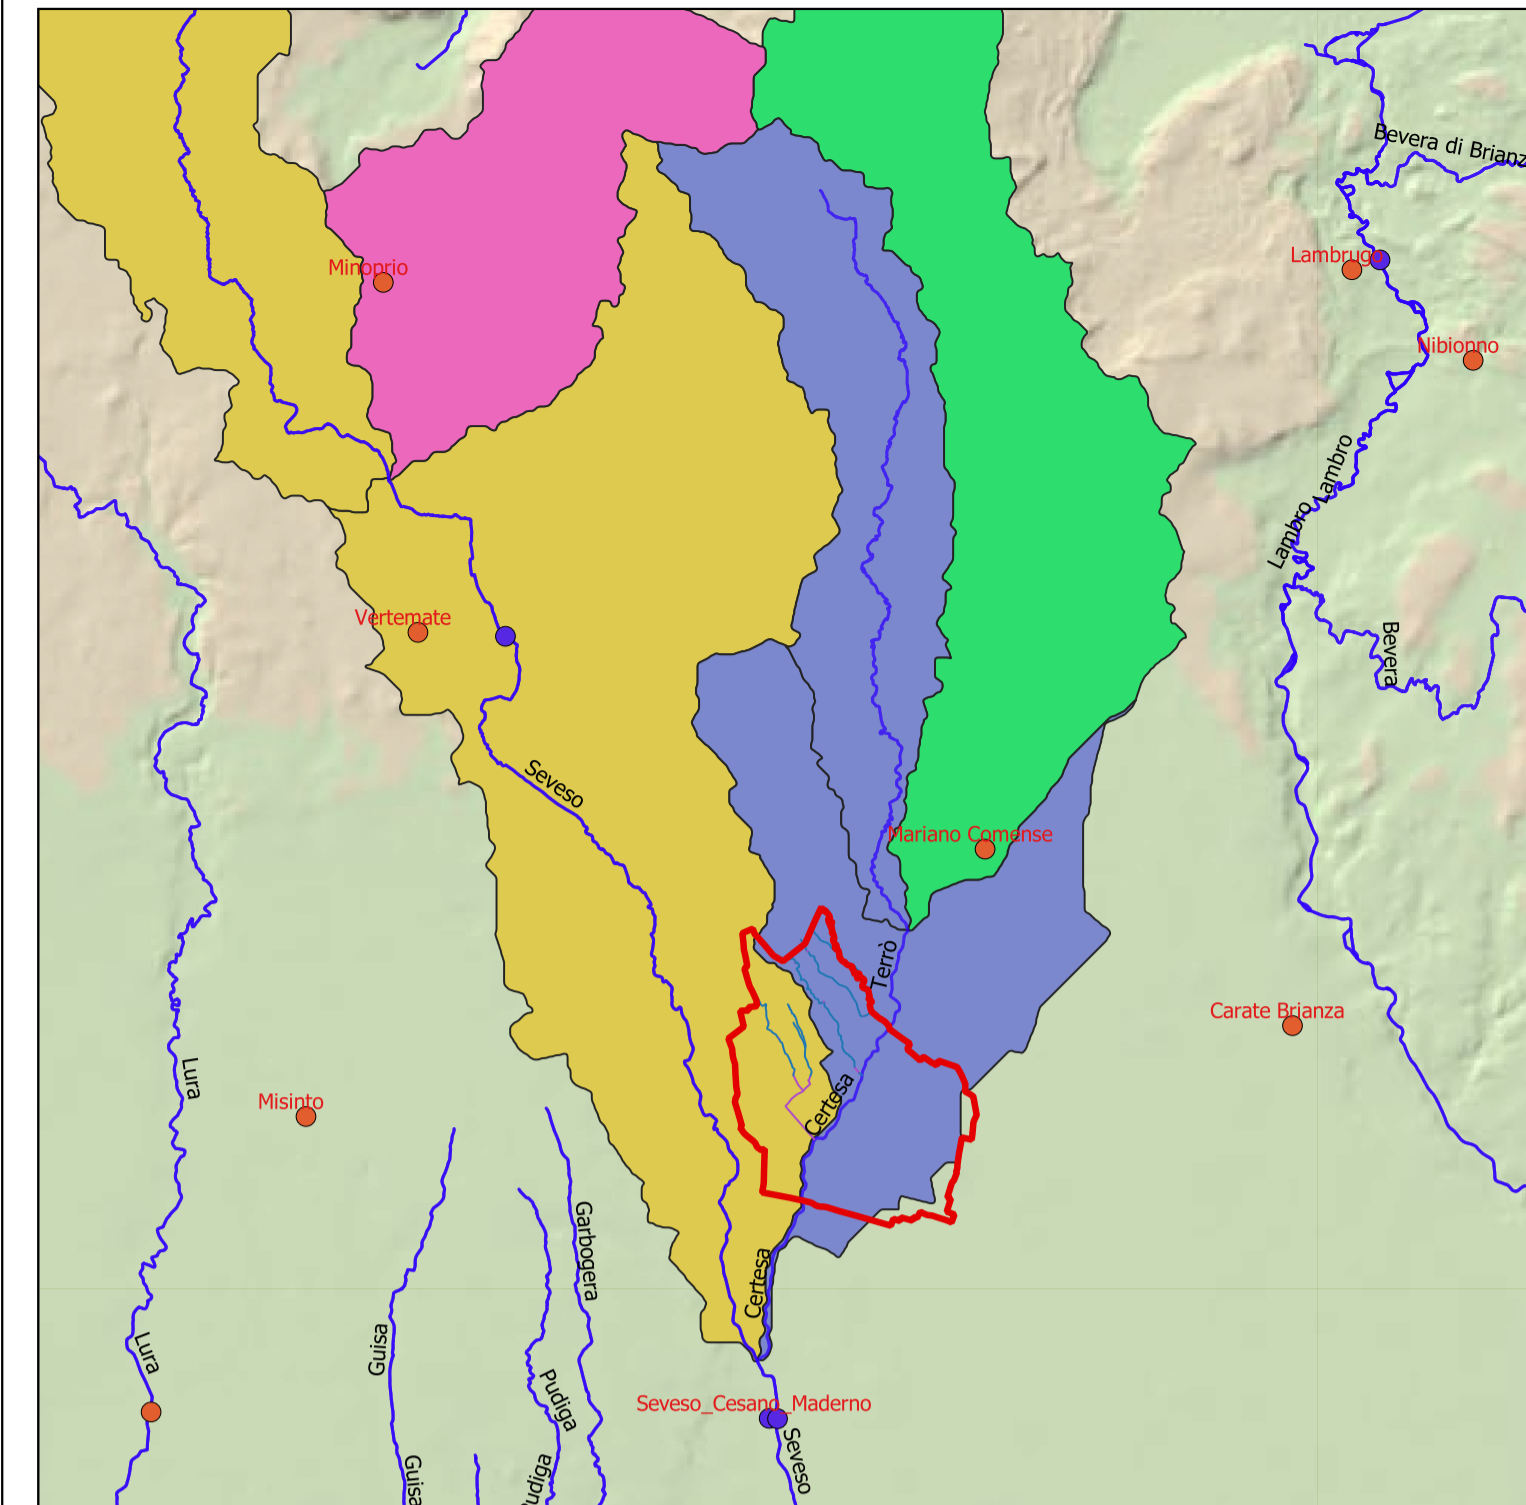 Bevera di Brianz
Lambrugo
Minoprio
Nibionno
Lambro
Lambro
Vertemate
Bevera
Seveso
Mariano Comense
Terrò
Carate Brianza
Lura
Misinto
Certesa
Garbogera
Certesa
Lura
Guisa
Pudiga
Seveso_Cesano_Maderno
Seveso
Guisa
Pudiga